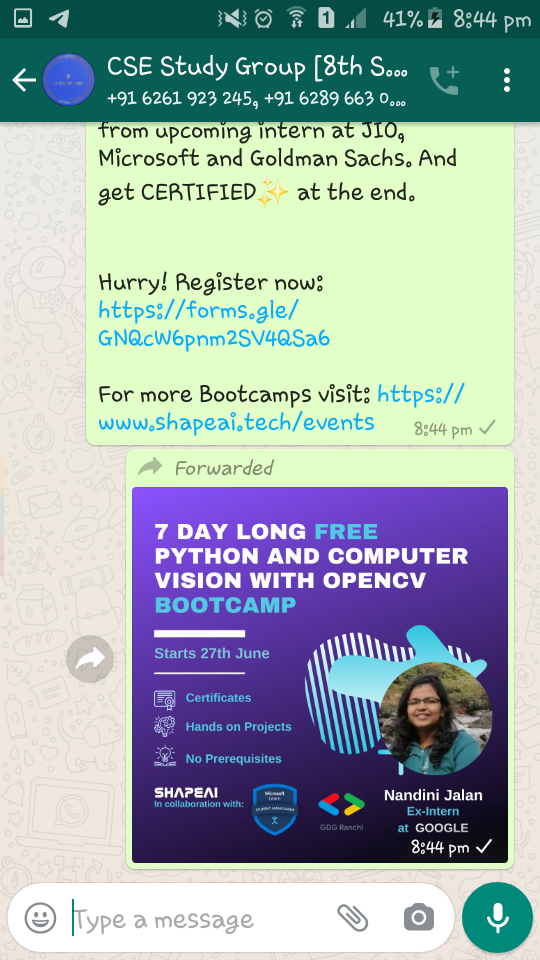 41% 8:44 pm
CSE Study Group [8th S...
+91 6261 923 245, +91 6289 663 0...
from upcoming intern at JIO,
Microsoft and Goldman Sachs. And
get CERTIFIED✨ at the end.
Hurry! Register now:
https://forms.gle/
GNQcW6pnm2SV4QSa6
For more Bootcamps visit: https://
www.shapeai.tech/events
8:44 pm
Forwarded
7 DAY LONG FREE
PYTHON AND COMPUTER
VISION WITH OPENCV
BOOTCAMP
Starts 27th June
Certificates
Hands on Projects
No Prerequisites
SHAPEAI
In collaboration with:
Microsoft
Learn
STUDENT AMBASSADOR
GDG Ranchi
Nandini Jalan
Ex-Intern
at GOOGLE
8:44 pm
Type a message